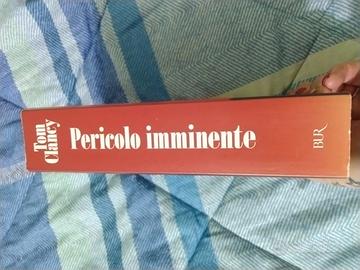 Tom
Clancy
Pericolo imminente
BUR